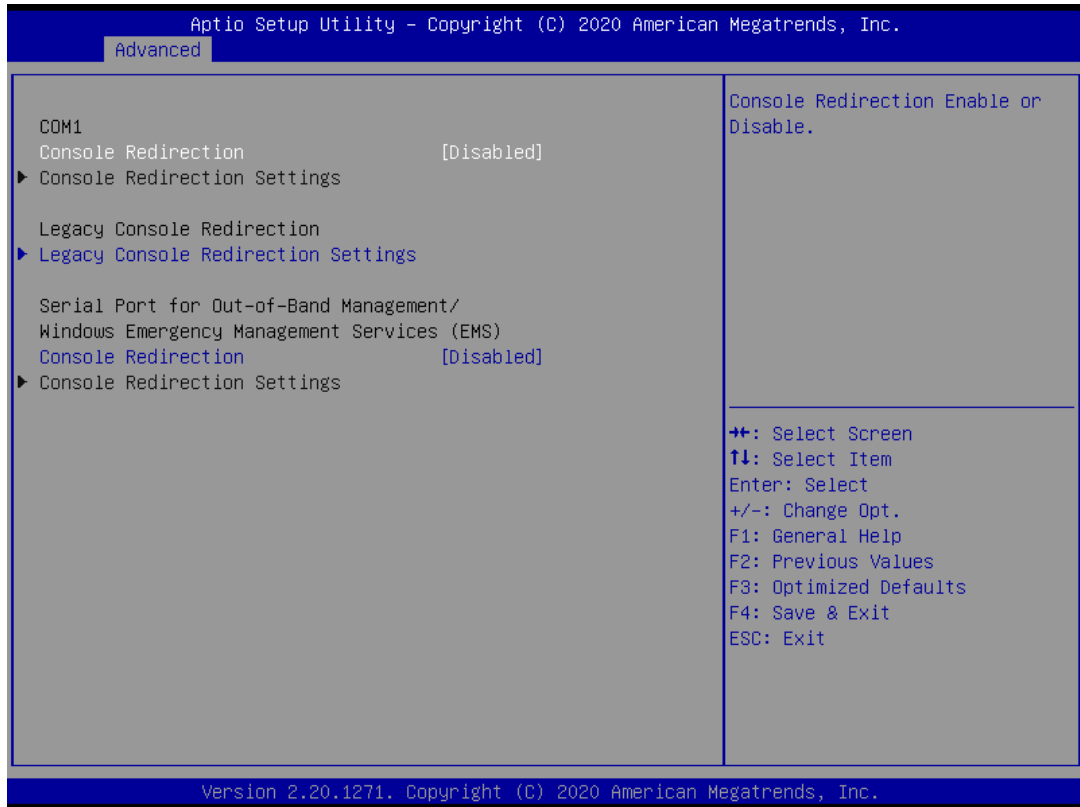 Aptio Setup Utility – Copyright (C) 2020 American Megatrends, Inc.
Advanced
COM1
Console Redirection [Disabled]
▶ Console Redirection Settings
Legacy Console Redirection
▶ Legacy Console Redirection Settings
Serial Port for Out-of-Band Management/
Windows Emergency Management Services (EMS)
Console Redirection [Disabled]
▶ Console Redirection Settings
Console Redirection Enable or
Disable.
→←: Select Screen
↑↓: Select Item
Enter: Select
+/-: Change Opt.
F1: General Help
F2: Previous Values
F3: Optimized Defaults
F4: Save & Exit
ESC: Exit
Version 2.20.1271. Copyright (C) 2020 American Megatrends, Inc.